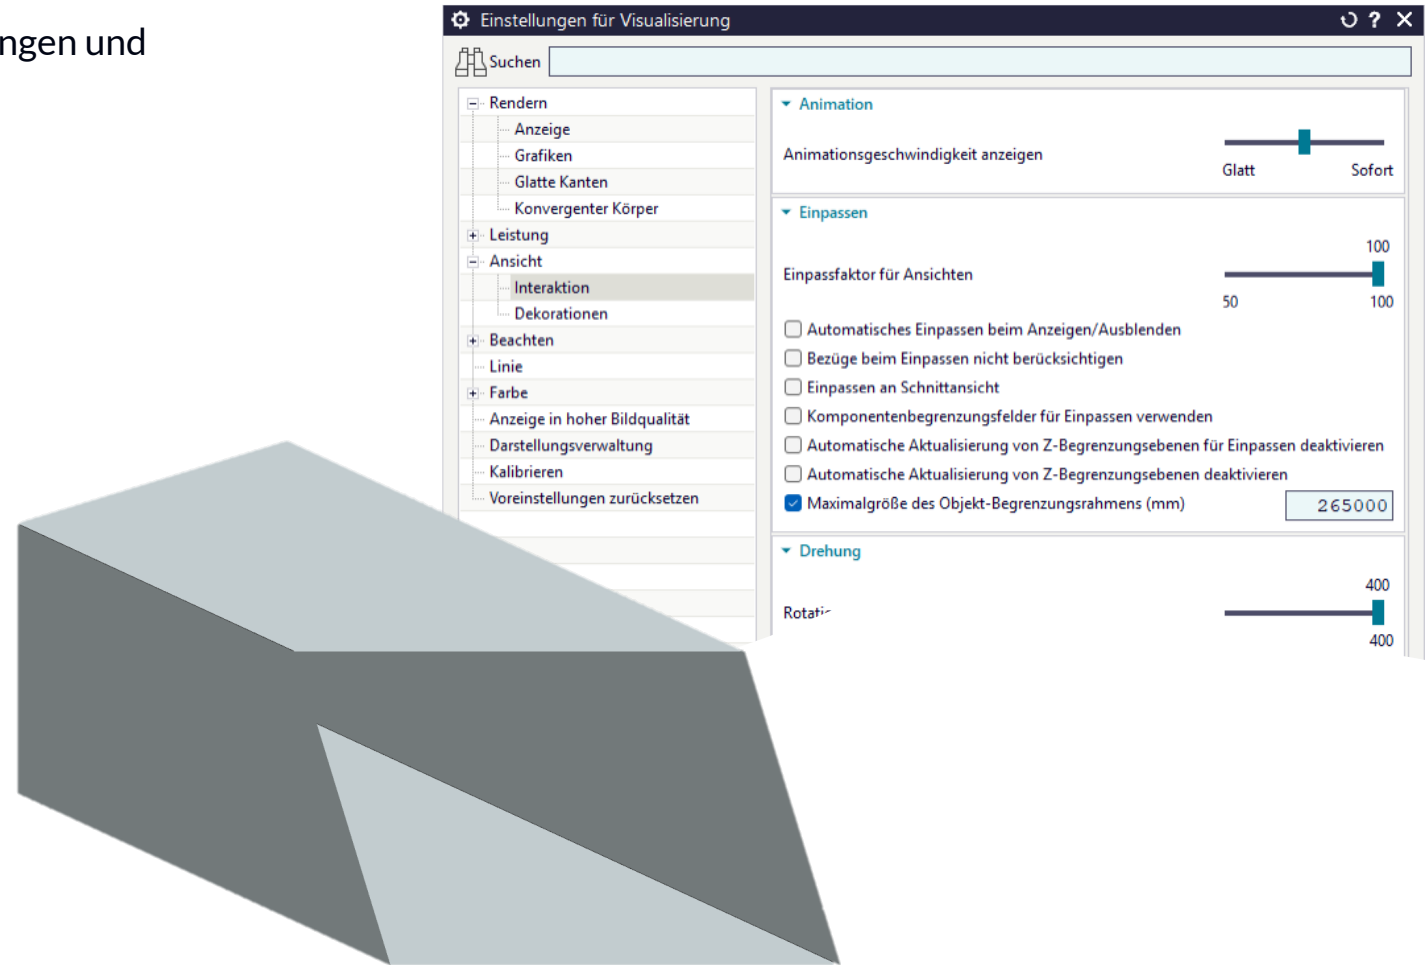 ngen und
Einstellungen für Visualisierung
Suchen
Rendern
Anzeige
Grafiken
Glatte Kanten
Konvergenter Körper
Leistung
Ansicht
Interaktion
Dekorationen
Beachten
Linie
Farbe
Anzeige in hoher Bildqualität
Darstellungsverwaltung
Kalibrieren
Voreinstellungen zurücksetzen
Animation
Animationsgeschwindigkeit anzeigen
Glatt Sofort
Einpassen
100
Einpassfaktor für Ansichten
50 100
Automatisches Einpassen beim Anzeigen/Ausblenden
Bezüge beim Einpassen nicht berücksichtigen
Einpassen an Schnittansicht
Komponentenbegrenzungsfelder für Einpassen verwenden
Automatische Aktualisierung von Z-Begrenzungsebenen für Einpassen deaktivieren
Automatische Aktualisierung von Z-Begrenzungsebenen deaktivieren
Maximalgröße des Objekt-Begrenzungsrahmens (mm) 265000
Drehung
400
400